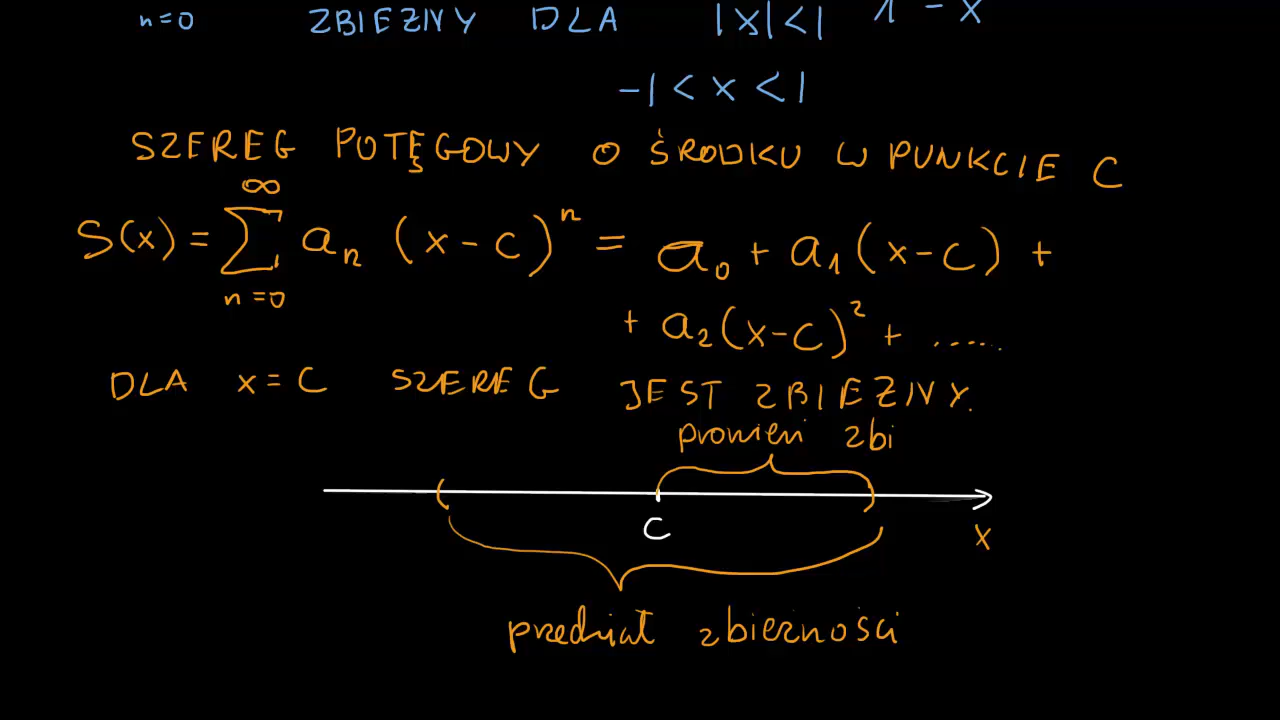 n=0 ZBIEŻNY DLA |x|<1 1-x
-1 < x < 1
SZEREG POTĘGOWY O ŚRODKU W PUNKCIE C
∞
S(x) = ∑ aₙ (x-c)ⁿ = a₀ + a₁(x-c) +
n=0
+ a₂(x-c)² + ......
DLA x=C SZEREG JEST ZBIEŻNY.
promień zbi
C
x
przedział zbieżności